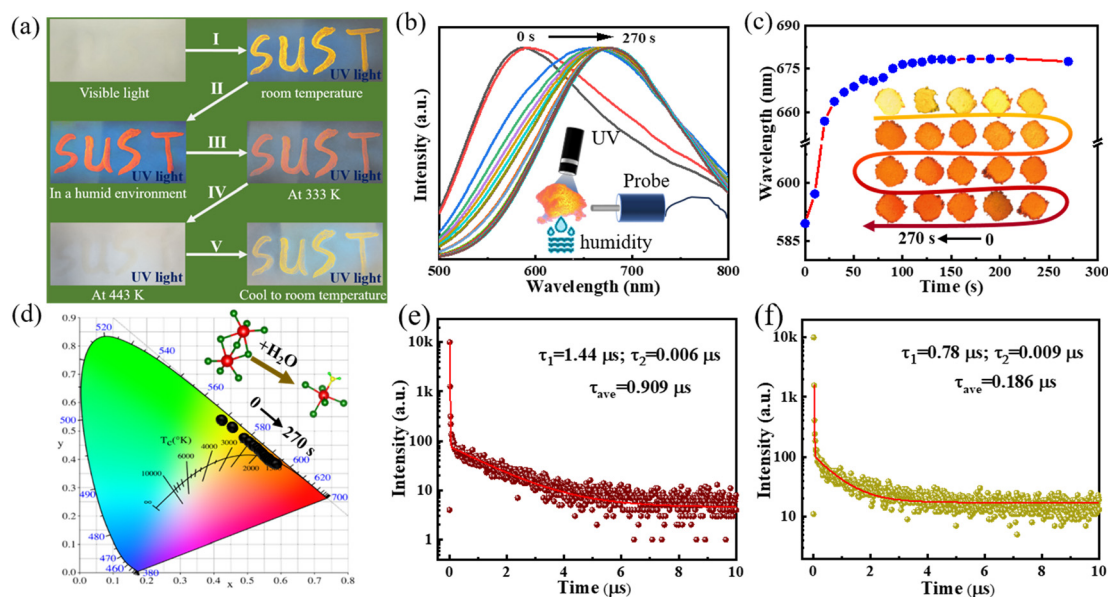 (a)
I
SUST
UV light
Visible light
room temperature
II
SUST
UV light
III
SUST
UV light
In a humid environment
At 333 K
IV
UV light
V
SUST
UV light
At 443 K
Cool to room temperature
(b)
0 s
270 s
UV
Probe
humidity
Intensity (a.u.)
500
600
700
800
Wavelength (nm)
(c)
690
675
660
600
585
Wavelength (nm)
270 s
0
0
50
100
150
200
250
300
Time (s)
(d)
0.9
0.8
0.7
0.6
0.5
0.4
0.3
0.2
0.1
0.0
y
520
560
500
580
600
620
700
490
480
470
460
380
+H2O
0
270 s
Tc(°K)
10000
6000
4000
3000
2000
∞
0.0
0.1
0.2
0.3
0.4
0.5
0.6
0.7
0.8
x
(e)
10k
1k
100
10
1
Intensity (a.u.)
τ1=1.44 μs; τ2=0.006 μs
τave=0.909 μs
0
2
4
6
8
10
Time (μs)
(f)
10k
1k
100
10
Intensity (a.u.)
τ1=0.78 μs; τ2=0.009 μs
τave=0.186 μs
0
2
4
6
8
10
Time (μs)